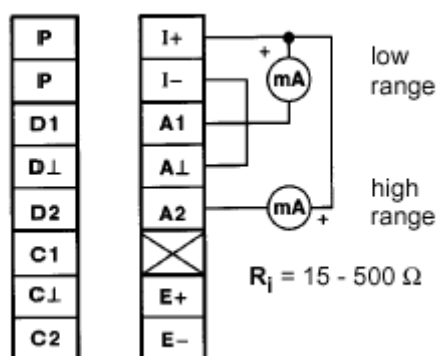 P I+
P I−
D1 A1
D⊥ A⊥
D2 A2
C1
C⊥ E+
C2 E−
+ mA
low
range
mA +
high
range
Ri = 15 - 500 Ω